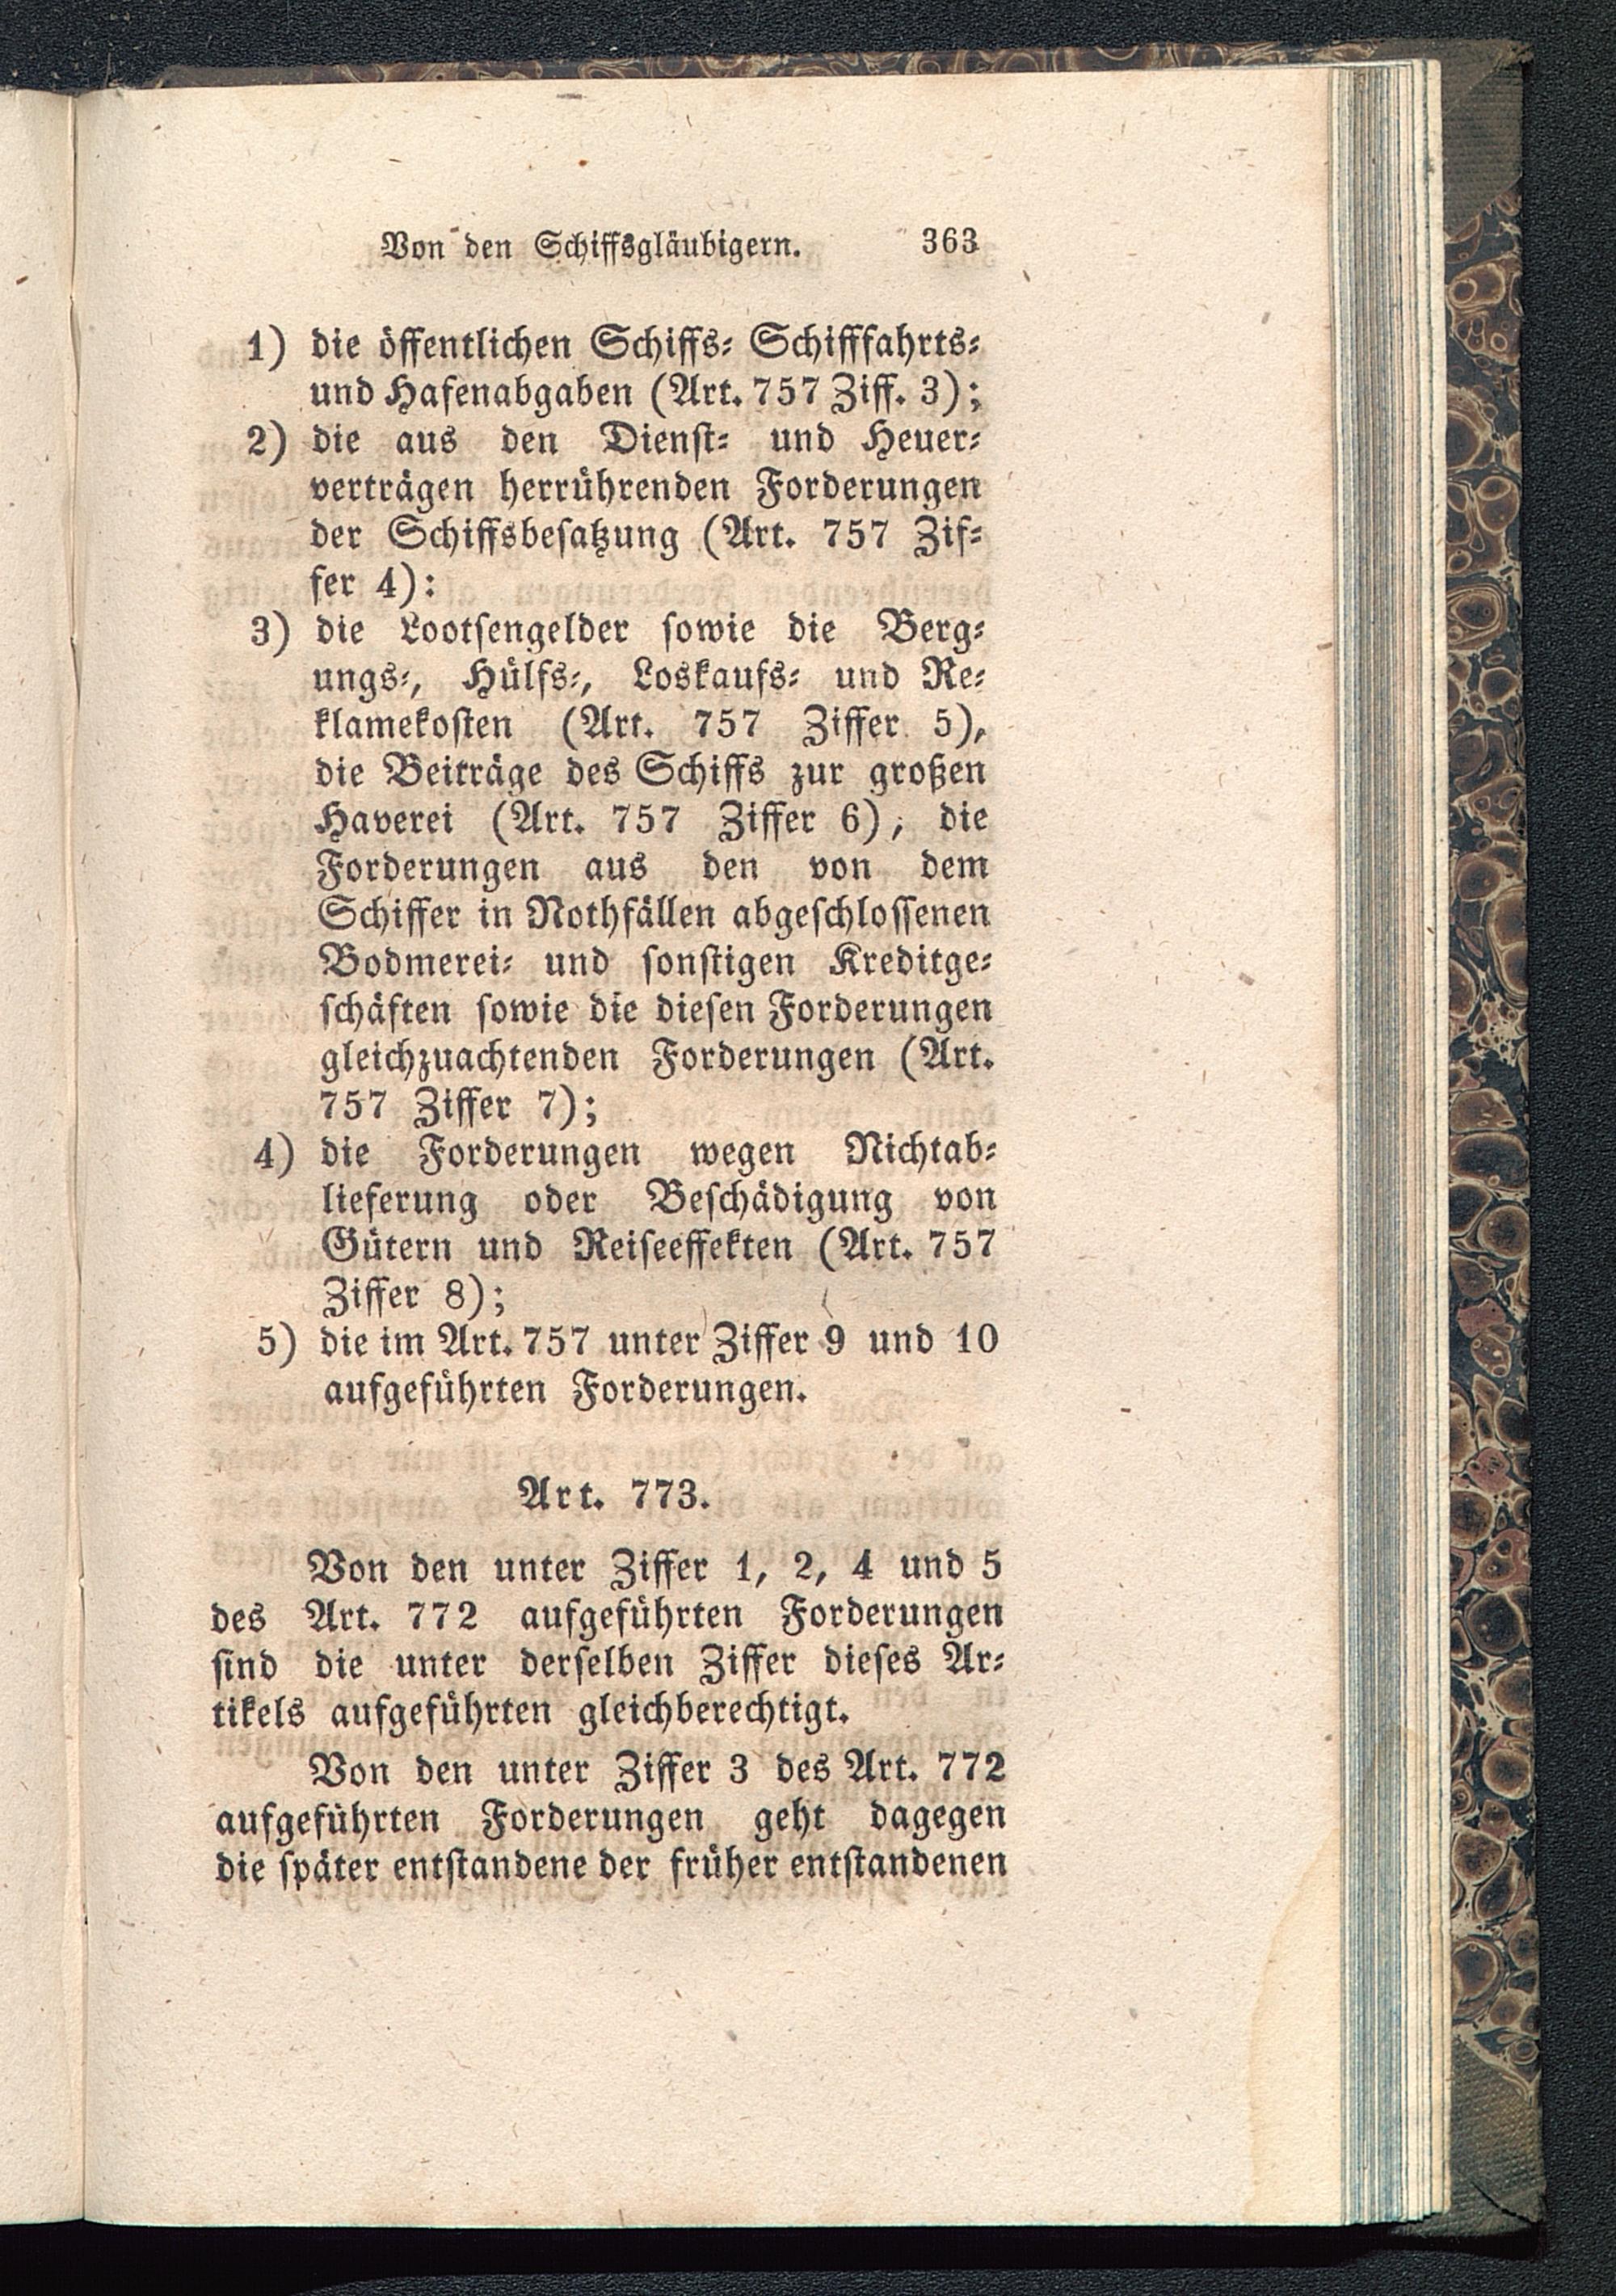 Von den Schiffsgläubigern. 363
1) die öffentlichen Schiffs- Schifffahrts-
und Hafenabgaben (Art. 757 Ziff. 3);
2) die aus den Dienst- und Heuer-
verträgen herrührenden Forderungen
der Schiffsbesatzung (Art. 757 Zif-
fer 4):
3) die Lootsengelder sowie die Berg-
ungs-, Hülfs-, Loskaufs- und Re-
klamekosten (Art. 757 Ziffer 5),
die Beiträge des Schiffs zur großen
Haverei (Art. 757 Ziffer 6), die
Forderungen aus den von dem
Schiffer in Nothfällen abgeschlossenen
Bodmerei- und sonstigen Kreditge-
schäften sowie die diesen Forderungen
gleichzuachtenden Forderungen (Art.
757 Ziffer 7);
4) die Forderungen wegen Nichtab-
lieferung oder Beschädigung von
Gütern und Reiseeffekten (Art. 757
Ziffer 8);
5) die im Art. 757 unter Ziffer 9 und 10
aufgeführten Forderungen.
Art. 773.
Von den unter Ziffer 1, 2, 4 und 5
des Art. 772 aufgeführten Forderungen
sind die unter derselben Ziffer dieses Ar-
tikels aufgeführten gleichberechtigt.
Von den unter Ziffer 3 des Art. 772
aufgeführten Forderungen geht dagegen
die später entstandene der früher entstandenen